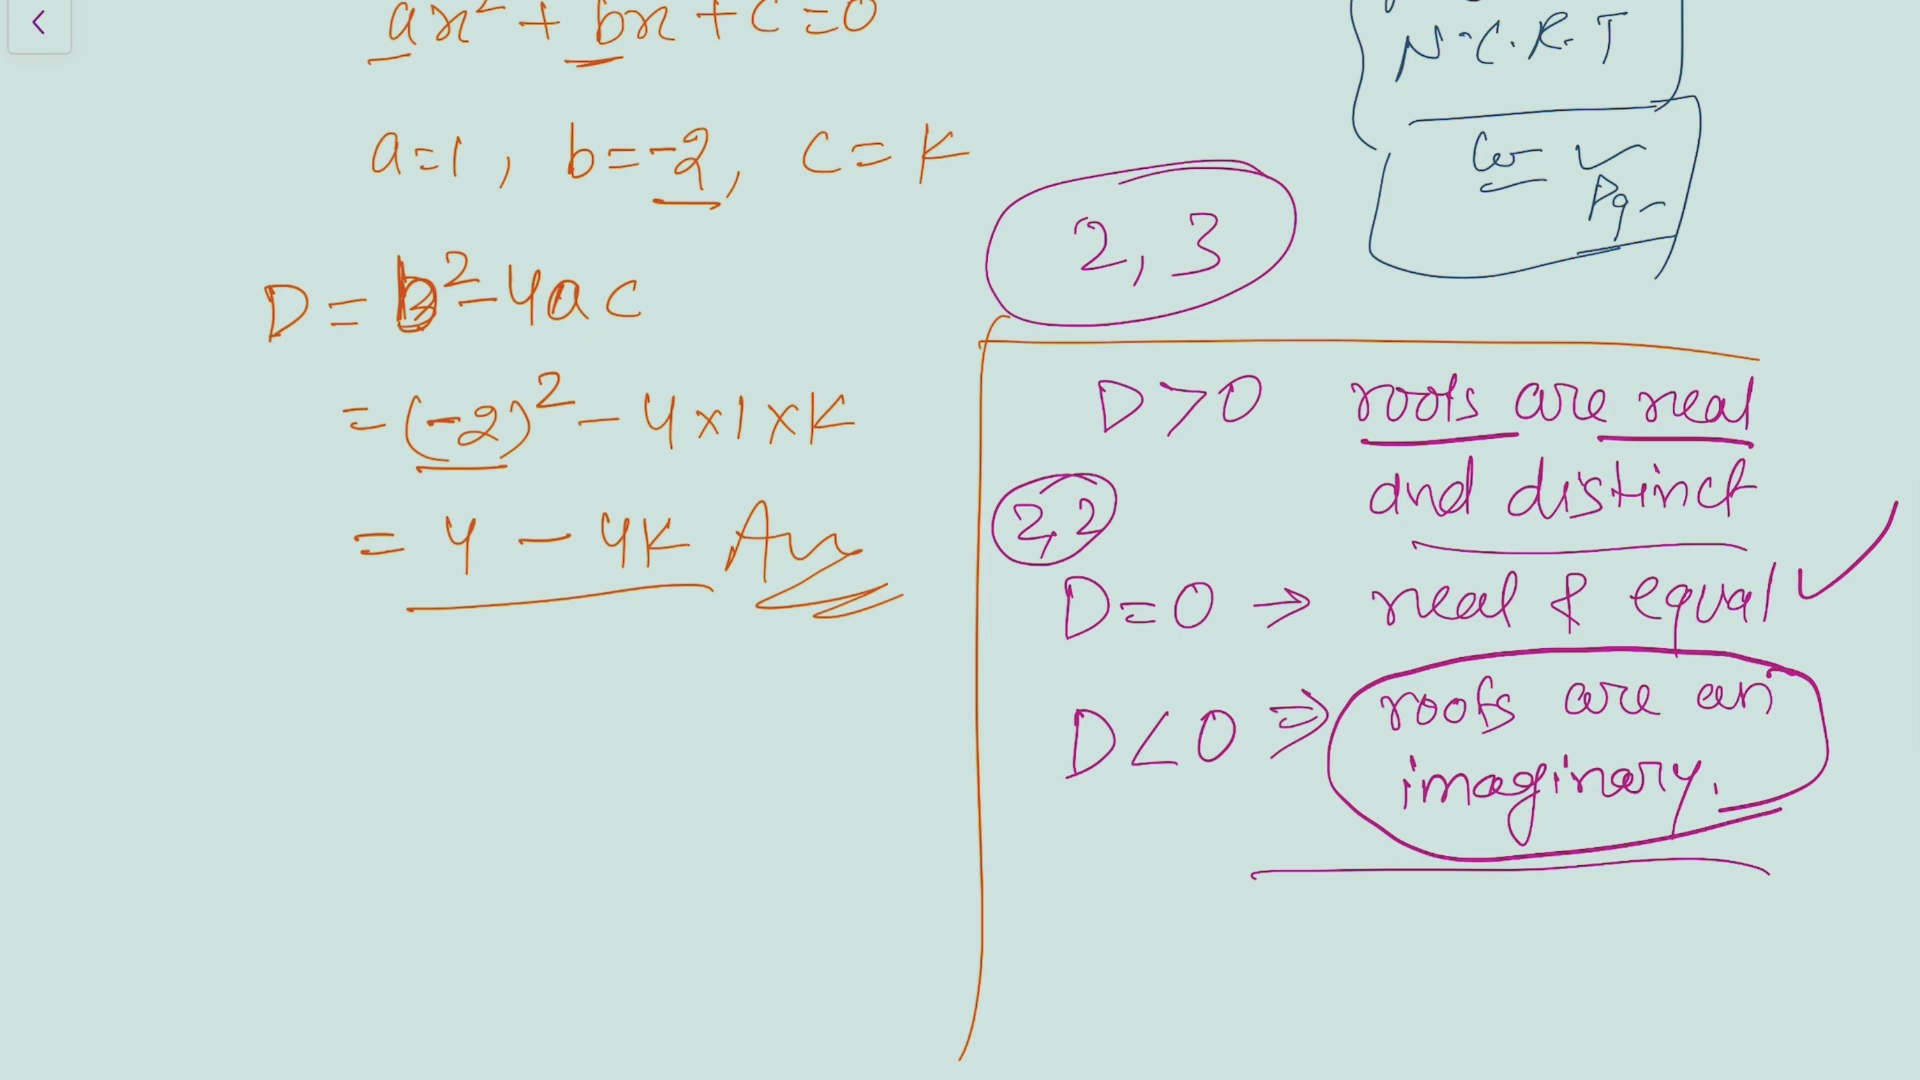 ax² + bx + c = 0
a=1, b=-2, c=K
D = b²-4ac
= (-2)² - 4×1×K
= 4 - 4K Ans
N.C.R.T
Pg-
2,3
D>0 roots are real
and distinct
2,2
D=0 → real & equal ✓
D<0 ⇒ roots are an
imaginary.